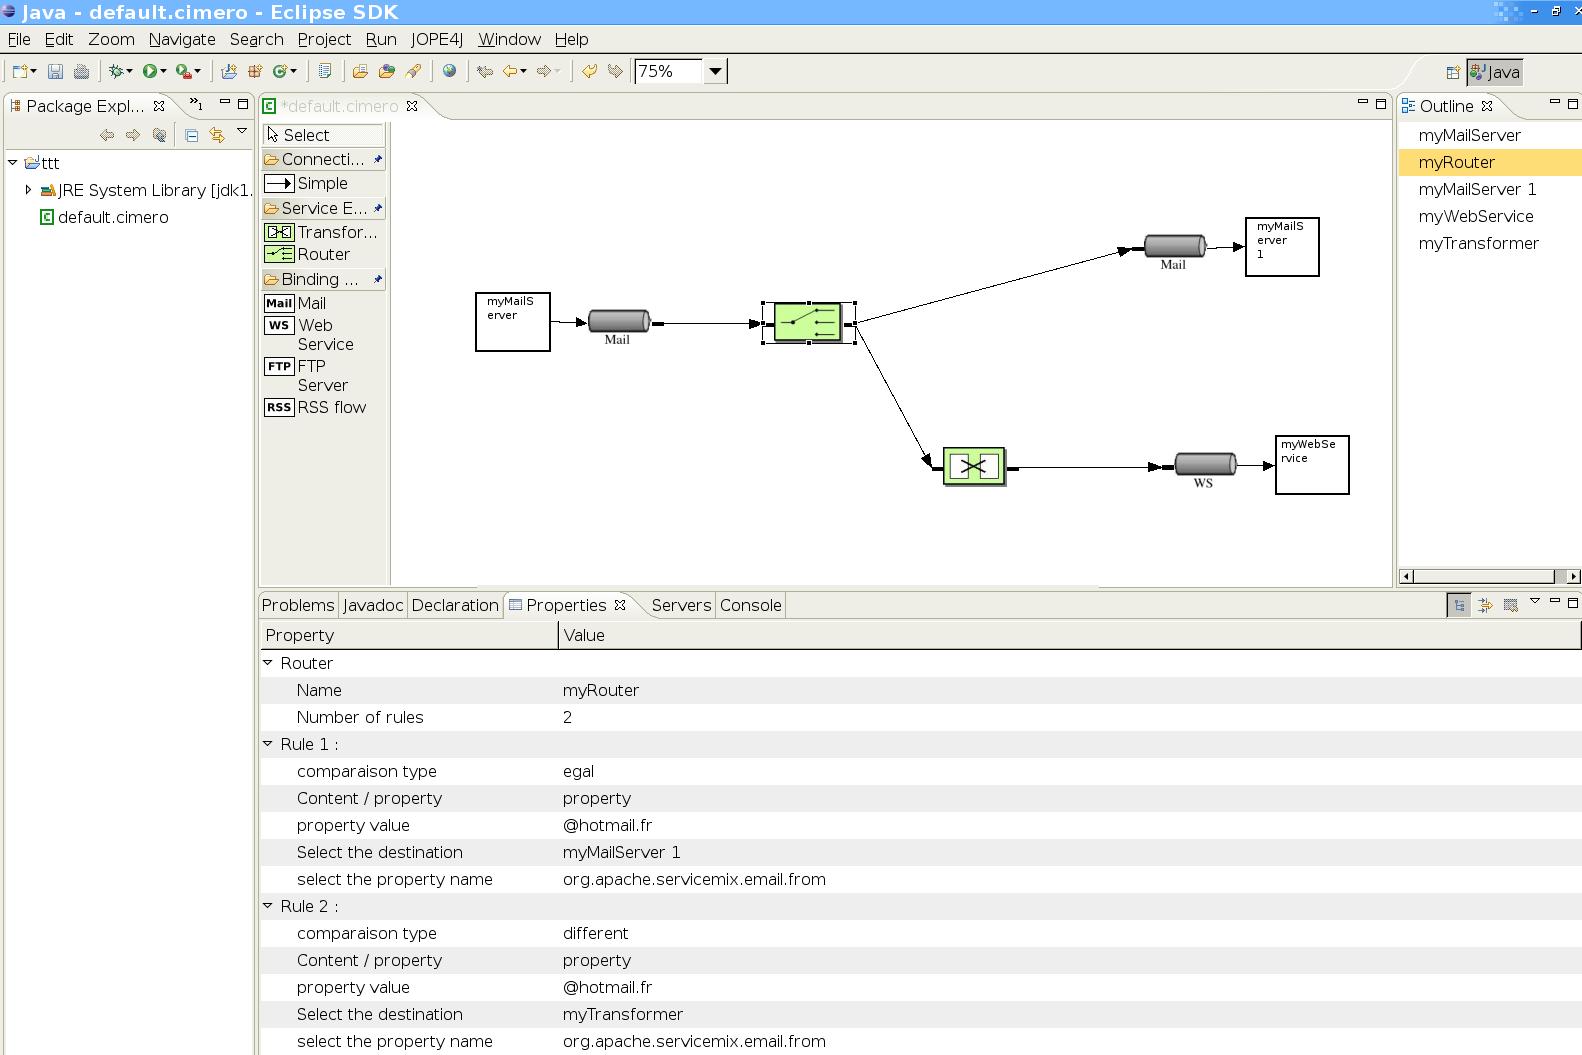 Java - default.cimero - Eclipse SDK
File Edit Zoom Navigate Search Project Run JOPE4J Window Help
75%
Java
Package Expl...
»1
ttt
JRE System Library [jdk1.
default.cimero
*default.cimero
Select
Connecti...
Simple
Service E...
Transfor...
Router
Binding ...
Mail Mail
WS Web
Service
FTP FTP
Server
RSS RSS flow
myMailS
erver
Mail
Mail
myMailS
erver
1
WS
myWebSe
rvice
Outline
myMailServer
myRouter
myMailServer 1
myWebService
myTransformer
Problems Javadoc Declaration Properties Servers Console
Property Value
Router
Name myRouter
Number of rules 2
Rule 1 :
comparaison type egal
Content / property property
property value @hotmail.fr
Select the destination myMailServer 1
select the property name org.apache.servicemix.email.from
Rule 2 :
comparaison type different
Content / property property
property value @hotmail.fr
Select the destination myTransformer
select the property name org.apache.servicemix.email.from